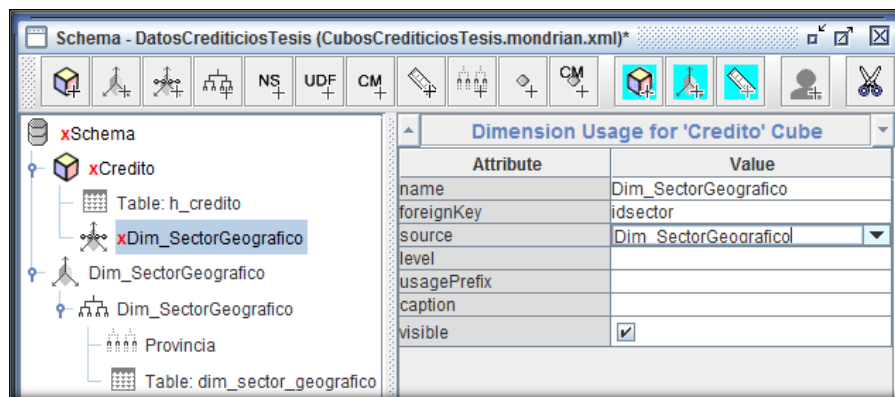 Schema - DatosCrediticiosTesis (CubosCrediticiosTesis.mondrian.xml)*
NS UDF CM CM
xSchema
xCredito
Table: h_credito
xDim_SectorGeografico
Dim_SectorGeografico
Dim_SectorGeografico
Provincia
Table: dim_sector_geografico
Dimension Usage for 'Credito' Cube
Attribute Value
name Dim_SectorGeografico
foreignKey idsector
source Dim_SectorGeografico
level
usagePrefix
caption
visible